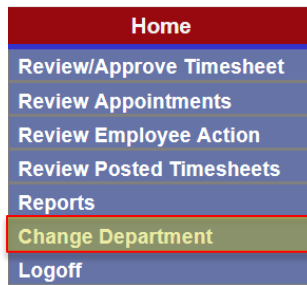 Home
Review/Approve Timesheet
Review Appointments
Review Employee Action
Review Posted Timesheets
Reports
Change Department
Logoff